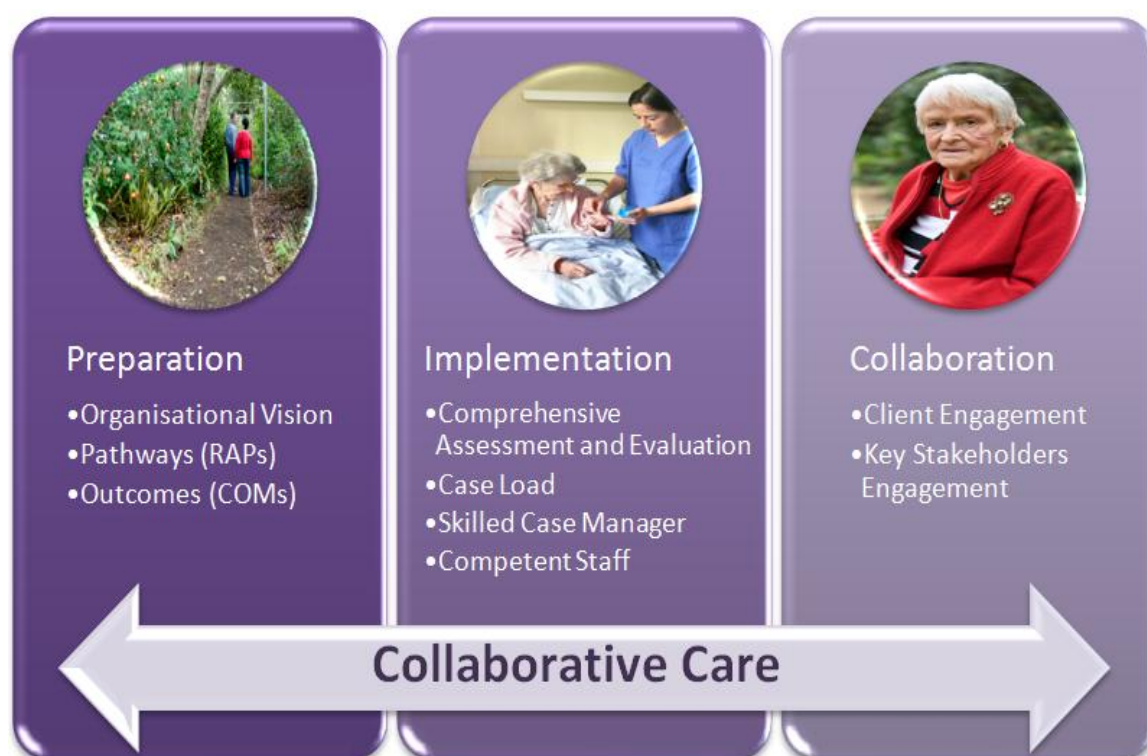 Preparation
•Organisational Vision
•Pathways (RAPs)
•Outcomes (COMs)
Implementation
•Comprehensive
Assessment and Evaluation
•Case Load
•Skilled Case Manager
•Competent Staff
Collaboration
•Client Engagement
•Key Stakeholders
Engagement
Collaborative Care